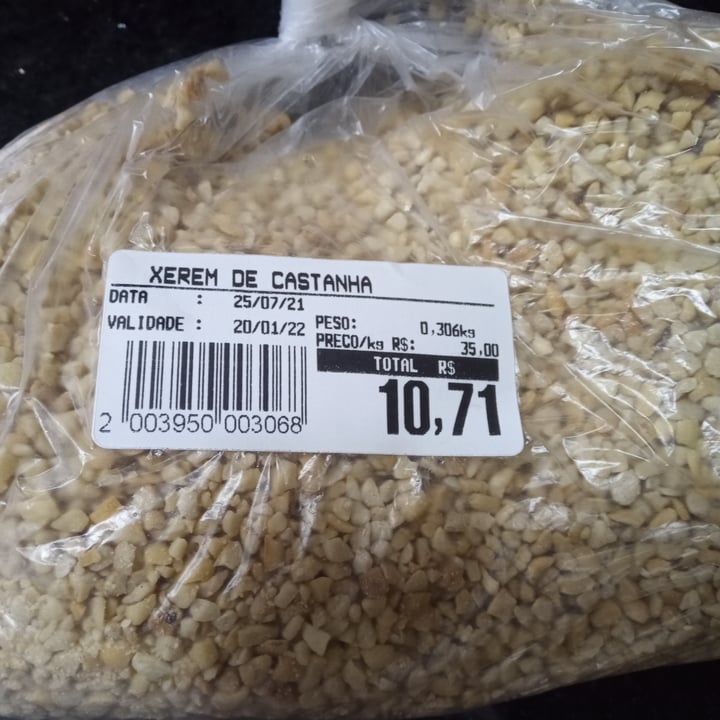 XEREM DE CASTANHA
DATA : 25/07/21
VALIDADE : 20/01/22
PESO: 0,306kg
PRECO/kg R$: 35,00
TOTAL R$
10,71
2 003950 003068